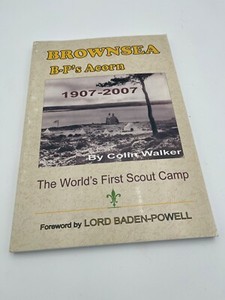 BROWNSEA
B-P's Acorn
1907-2007
By Colin Walker
The World's First Scout Camp
Foreword by LORD BADEN-POWELL